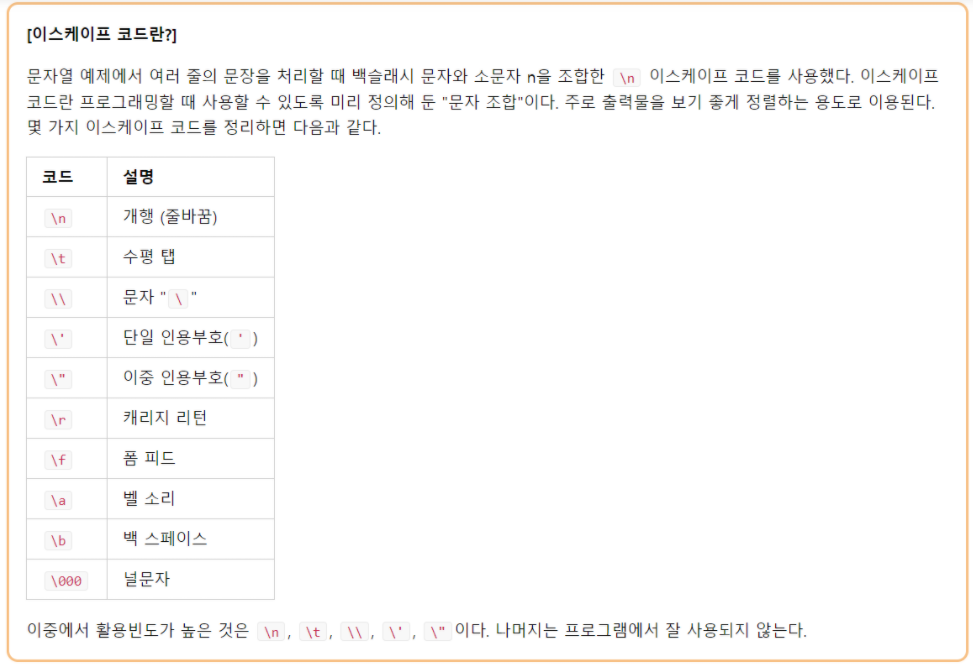 [이스케이프 코드란?]
문자열 예제에서 여러 줄의 문장을 처리할 때 백슬래시 문자와 소문자 n을 조합한 \n 이스케이프 코드를 사용했다. 이스케이프
코드란 프로그래밍할 때 사용할 수 있도록 미리 정의해 둔 "문자 조합"이다. 주로 출력물을 보기 좋게 정렬하는 용도로 이용된다.
몇 가지 이스케이프 코드를 정리하면 다음과 같다.
코드 설명
\n 개행 (줄바꿈)
\t 수평 탭
\\ 문자 "\"
\' 단일 인용부호(')
\" 이중 인용부호(")
\r 캐리지 리턴
\f 폼 피드
\a 벨 소리
\b 백 스페이스
\000 널문자
이중에서 활용빈도가 높은 것은 \n, \t, \\, \', \"이다. 나머지는 프로그램에서 잘 사용되지 않는다.